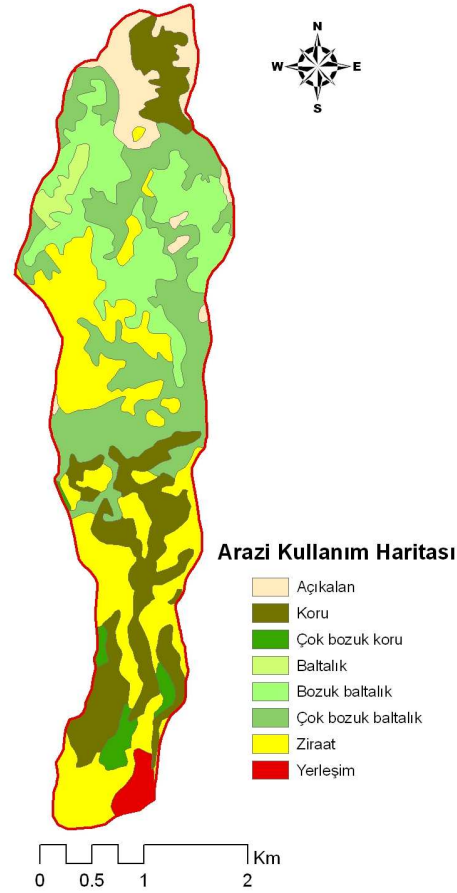 N
W E
S
Arazi Kullanım Haritası
Açıkalan
Koru
Çok bozuk koru
Baltalık
Bozuk baltalık
Çok bozuk baltalık
Ziraat
Yerleşim
Km
0 0.5 1 2